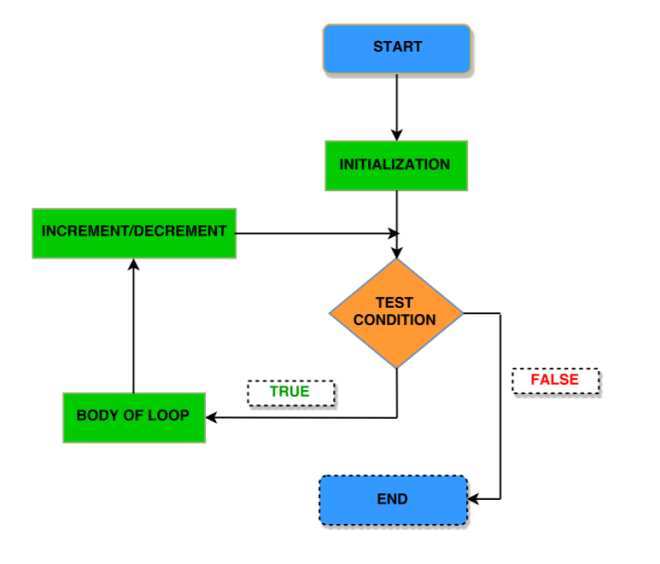 START
INITIALIZATION
INCREMENT/DECREMENT
TEST
CONDITION
TRUE
FALSE
BODY OF LOOP
END